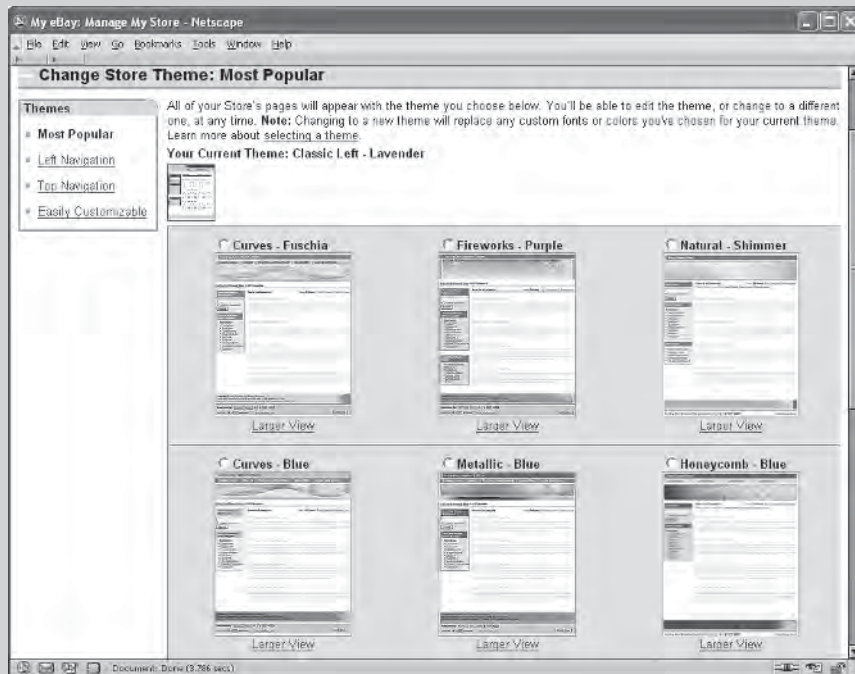 My eBay: Manage My Store - Netscape
File Edit View Go Bookmarks Tools Window Help
Change Store Theme: Most Popular
Themes
Most Popular
Left Navigation
Top Navigation
Easily Customizable
All of your Store's pages will appear with the theme you choose below. You'll be able to edit the theme, or change to a different
one, at any time. Note: Changing to a new theme will replace any custom fonts or colors you've chosen for your current theme.
Learn more about selecting a theme.
Your Current Theme: Classic Left - Lavender
Curves - Fuschia
Fireworks - Purple
Natural - Shimmer
Larger View
Larger View
Larger View
Curves - Blue
Metallic - Blue
Honeycomb - Blue
Larger View
Larger View
Larger View
Document: Done (3.786 secs)